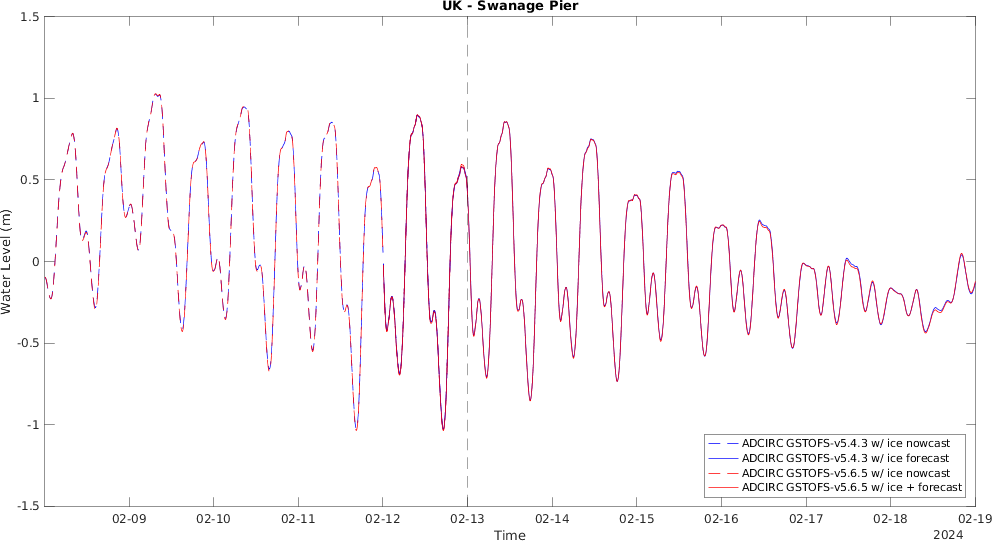 UK - Swanage Pier
1.5
1
0.5
0
-0.5
-1
-1.5
Water Level (m)
ADCIRC GSTOFS-v5.4.3 w/ ice nowcast
ADCIRC GSTOFS-v5.4.3 w/ ice forecast
ADCIRC GSTOFS-v5.6.5 w/ ice nowcast
ADCIRC GSTOFS-v5.6.5 w/ ice + forecast
02-09 02-10 02-11 02-12 02-13 02-14 02-15 02-16 02-17 02-18 02-19
Time
2024